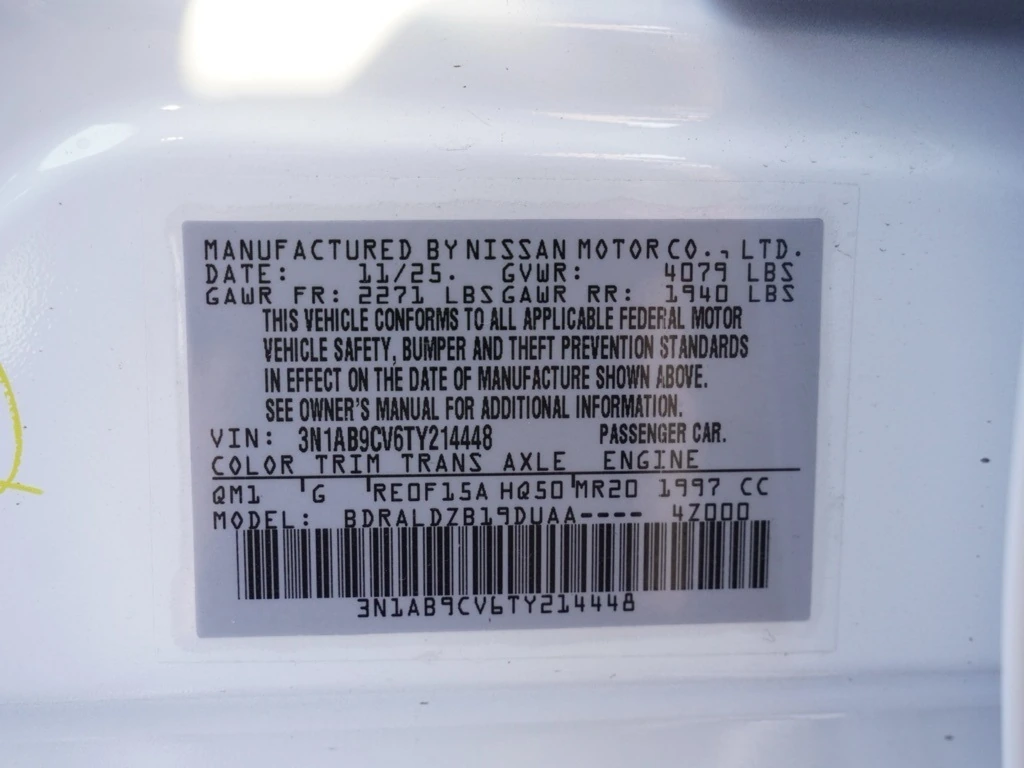 MANUFACTURED BY NISSAN MOTOR CO., LTD.
DATE: 11/25. GVWR: 4079 LBS
GAWR FR: 2271 LBS GAWR RR: 1940 LBS
THIS VEHICLE CONFORMS TO ALL APPLICABLE FEDERAL MOTOR
VEHICLE SAFETY, BUMPER AND THEFT PREVENTION STANDARDS
IN EFFECT ON THE DATE OF MANUFACTURE SHOWN ABOVE.
SEE OWNER'S MANUAL FOR ADDITIONAL INFORMATION.
VIN: 3N1AB9CV6TY214448 PASSENGER CAR.
COLOR TRIM TRANS AXLE ENGINE
QM1 G RE0F15A HQ50 MR20 1997 CC
MODEL: BDRALDZB19DUAA---- 4Z000
3N1AB9CV6TY214448